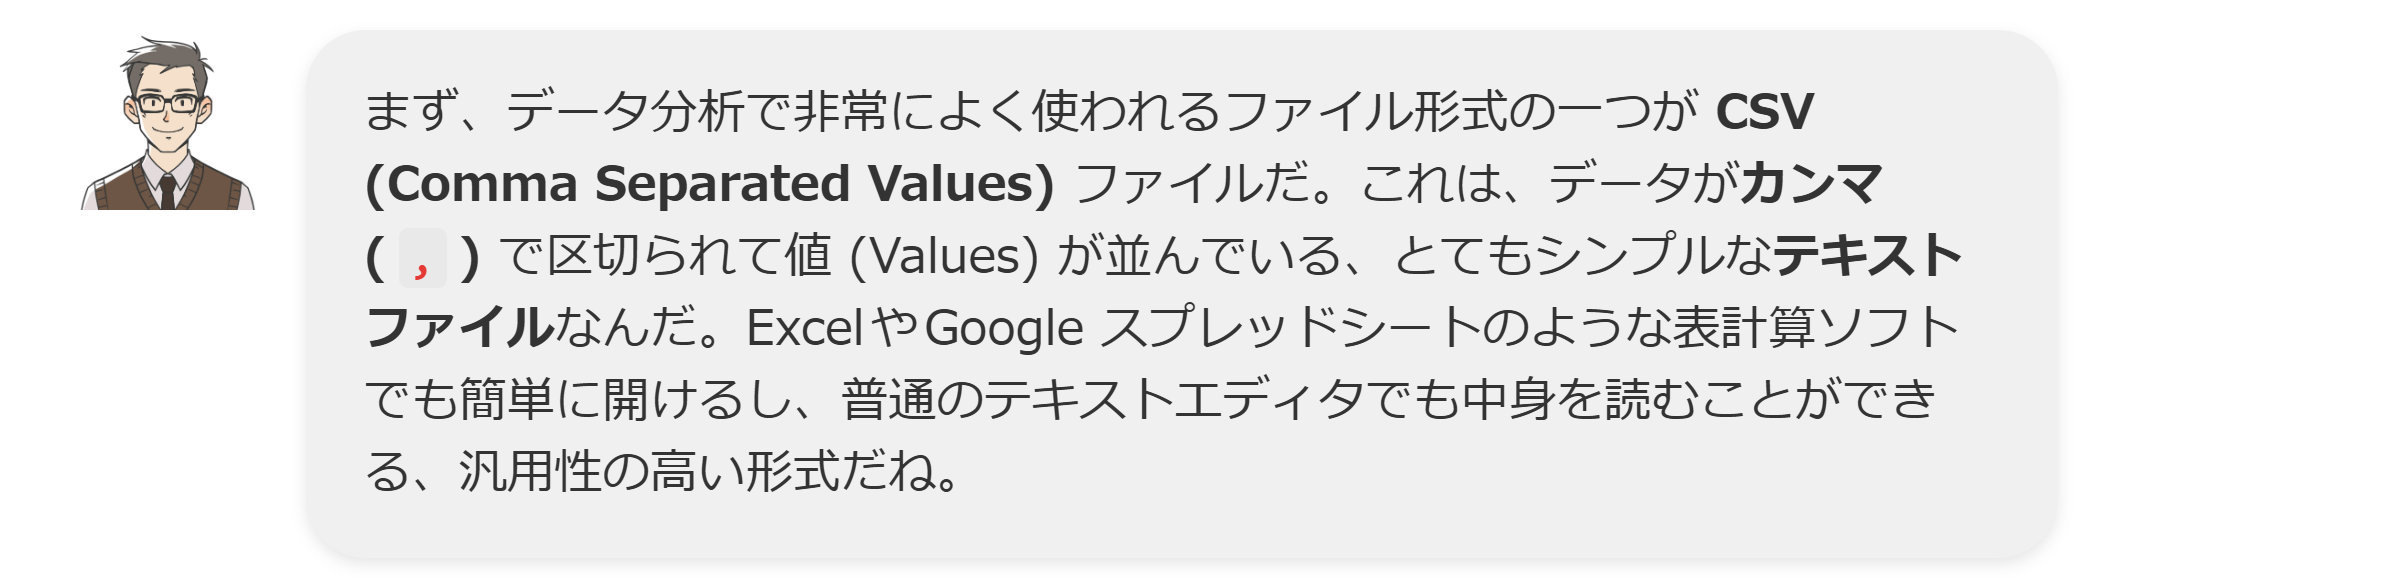 まず、データ分析で非常によく使われるファイル形式の一つが CSV
(Comma Separated Values) ファイルだ。これは、データがカンマ
( , ) で区切られて値 (Values) が並んでいる、とてもシンプルなテキスト
ファイルなんだ。ExcelやGoogle スプレッドシートのような表計算ソフト
でも簡単に開けるし、普通のテキストエディタでも中身を読むことができ
る、汎用性の高い形式だね。